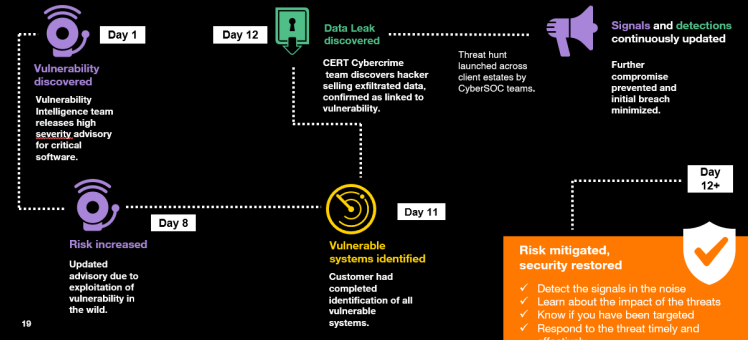 Day 1
Vulnerability
discovered
Vulnerability
Intelligence team
releases high
severity advisory
for critical
software.
Day 8
Risk increased
Updated
advisory due to
exploitation of
vulnerability in
the wild.
Day 11
Vulnerable
systems identified
Customer had
completed
identification of all
vulnerable
systems.
Day 12
Data Leak
discovered
CERT Cybercrime
team discovers hacker
selling exfiltrated data,
confirmed as linked to
vulnerability.
Threat hunt
launched across
client estates by
CyberSOC teams.
Signals and detections
continuously updated
Further
compromise
prevented and
initial breach
minimized.
Day
12+
Risk mitigated,
security restored
✓ Detect the signals in the noise
✓ Learn about the impact of the threats
✓ Know if you have been targeted
✓ Respond to the threat timely and
19